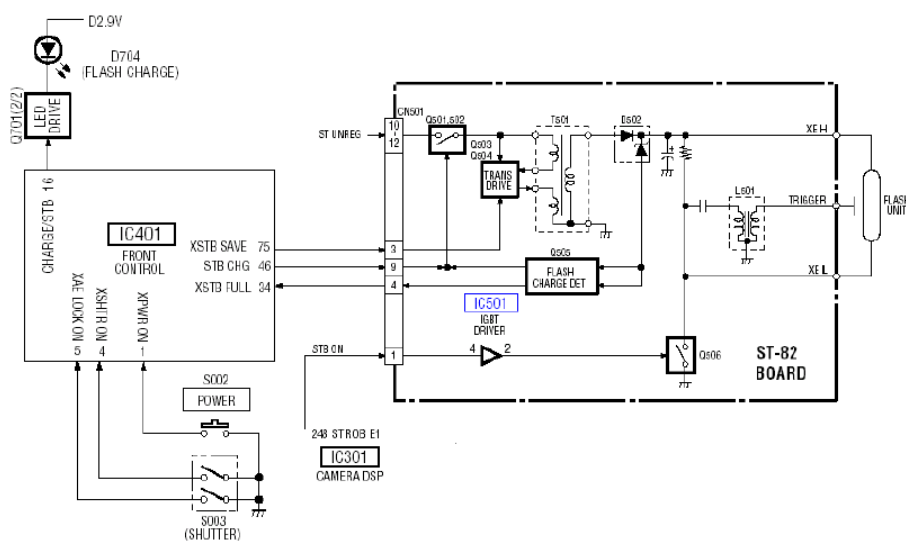 D2.9V
D704
(FLASH CHARGE)
Q701(2/2)
LED
DRIVE
CHARGE/STB 16
IC401
FRONT
CONTROL
XSTB SAVE 75
STB CHG 46
XSTB FULL 34
XAE LOCK ON 5
XSHTR ON 4
XPWR ON 1
S002
POWER
S003
(SHUTTER)
248 STROB E1
IC301
CAMERA DSP
STB ON
ST UNREG
CN501
10
12
3
9
4
1
Q501,502
Q503
Q504
TRANS
DRIVE
T501
D502
Q505
FLASH
CHARGE DET
IC501
IGBT
DRIVER
4
2
Q506
L501
XE H
TRIGGER
XE L
FLASH
UNIT
ST-82
BOARD